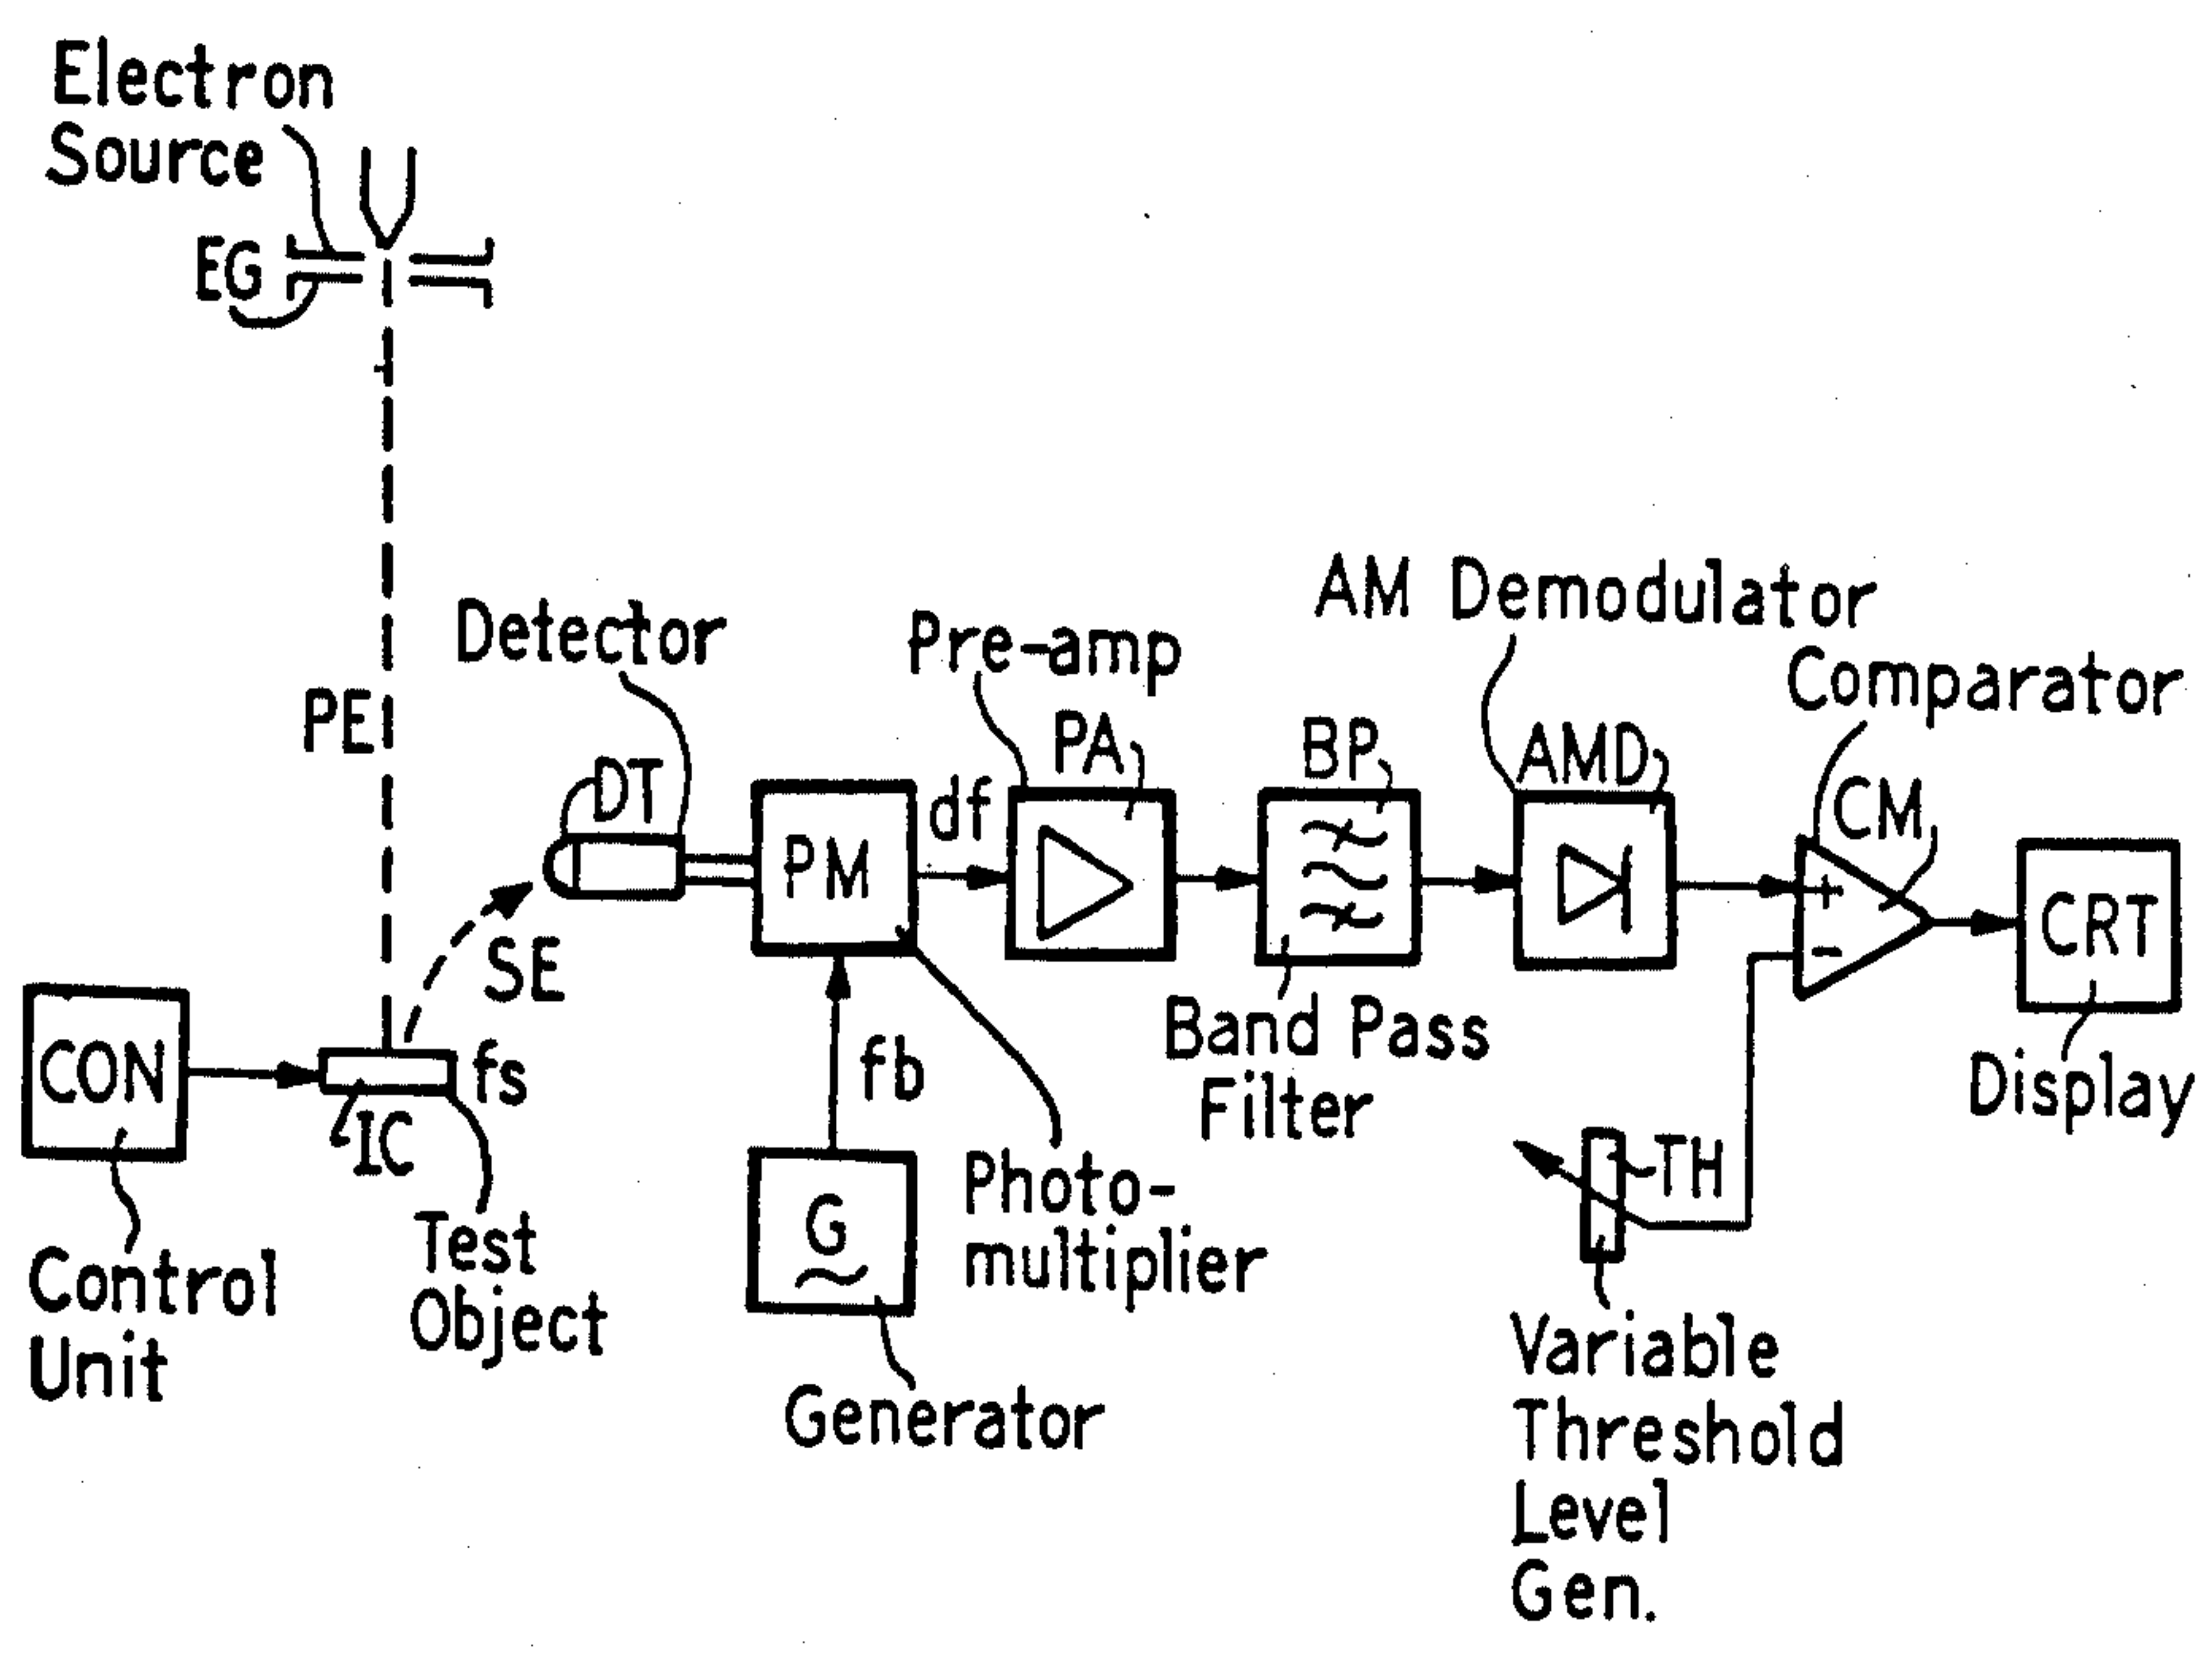 Electron
Source
EG
PE
Detector
DT
SE
PM
df
Pre-amp
PA
BP
Band Pass
Filter
AM Demodulator
AMD
Comparator
CM
+
-
CRT
Display
CON
Control
Unit
IC
fs
Test
Object
fb
G
Generator
Photo-
multiplier
TH
Variable
Threshold
Level
Gen.